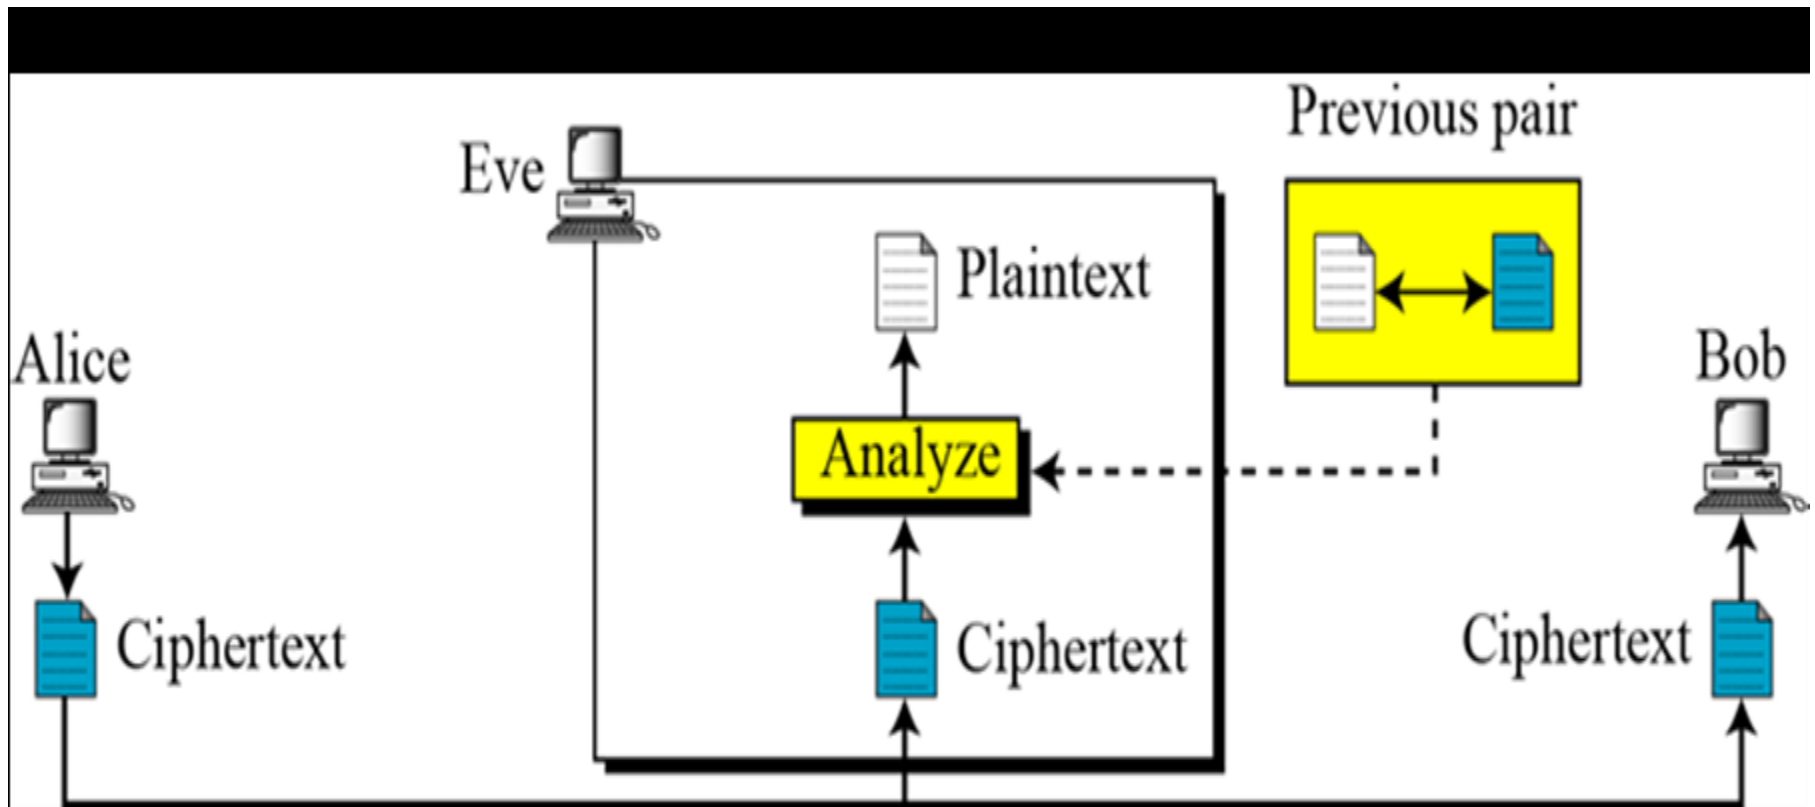 Previous pair
Eve
Plaintext
Alice
Bob
Analyze
Ciphertext
Ciphertext
Ciphertext